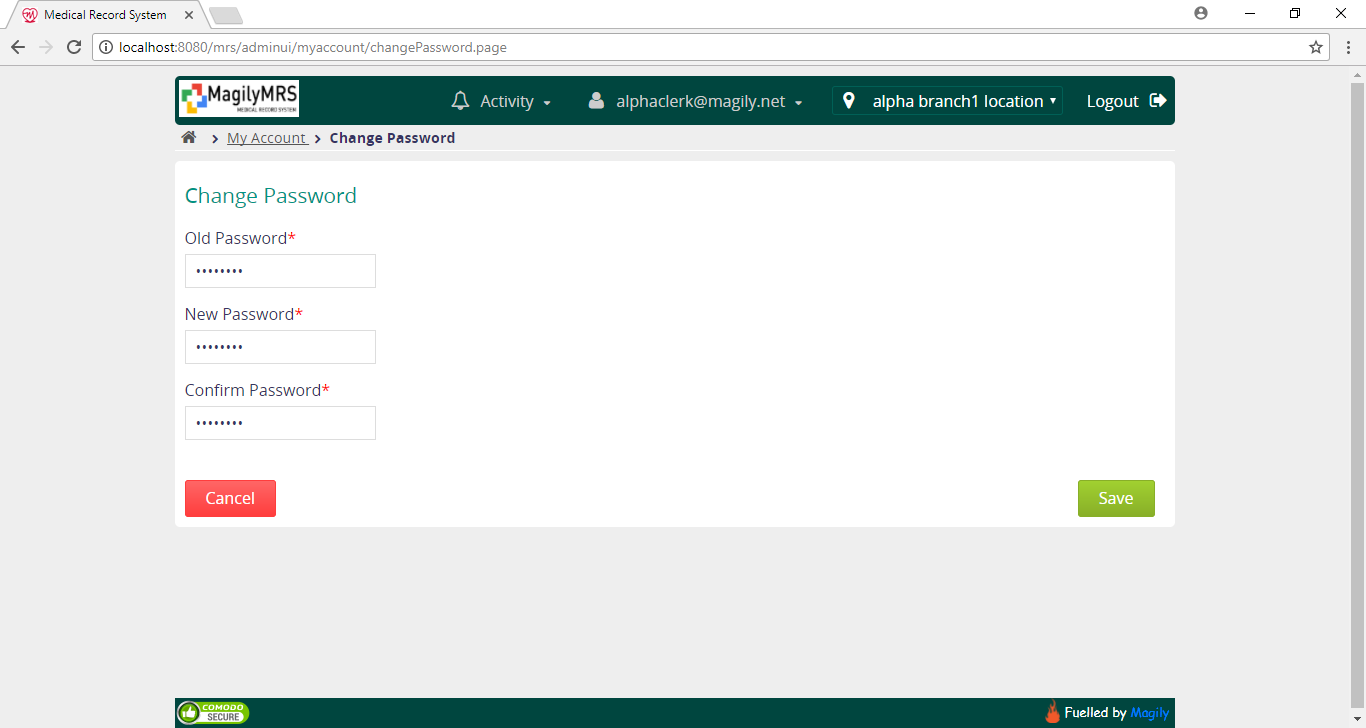 Medical Record System
localhost:8080/mrs/adminui/myaccount/changePassword.page
MagilyMRS
MEDICAL RECORD SYSTEM
Activity
alphaclerk@magily.net
alpha branch1 location
Logout
My Account > Change Password
Change Password
Old Password*
••••••••
New Password*
••••••••
Confirm Password*
••••••••
Cancel
Save
COMODO
SECURE
Fuelled by Magily